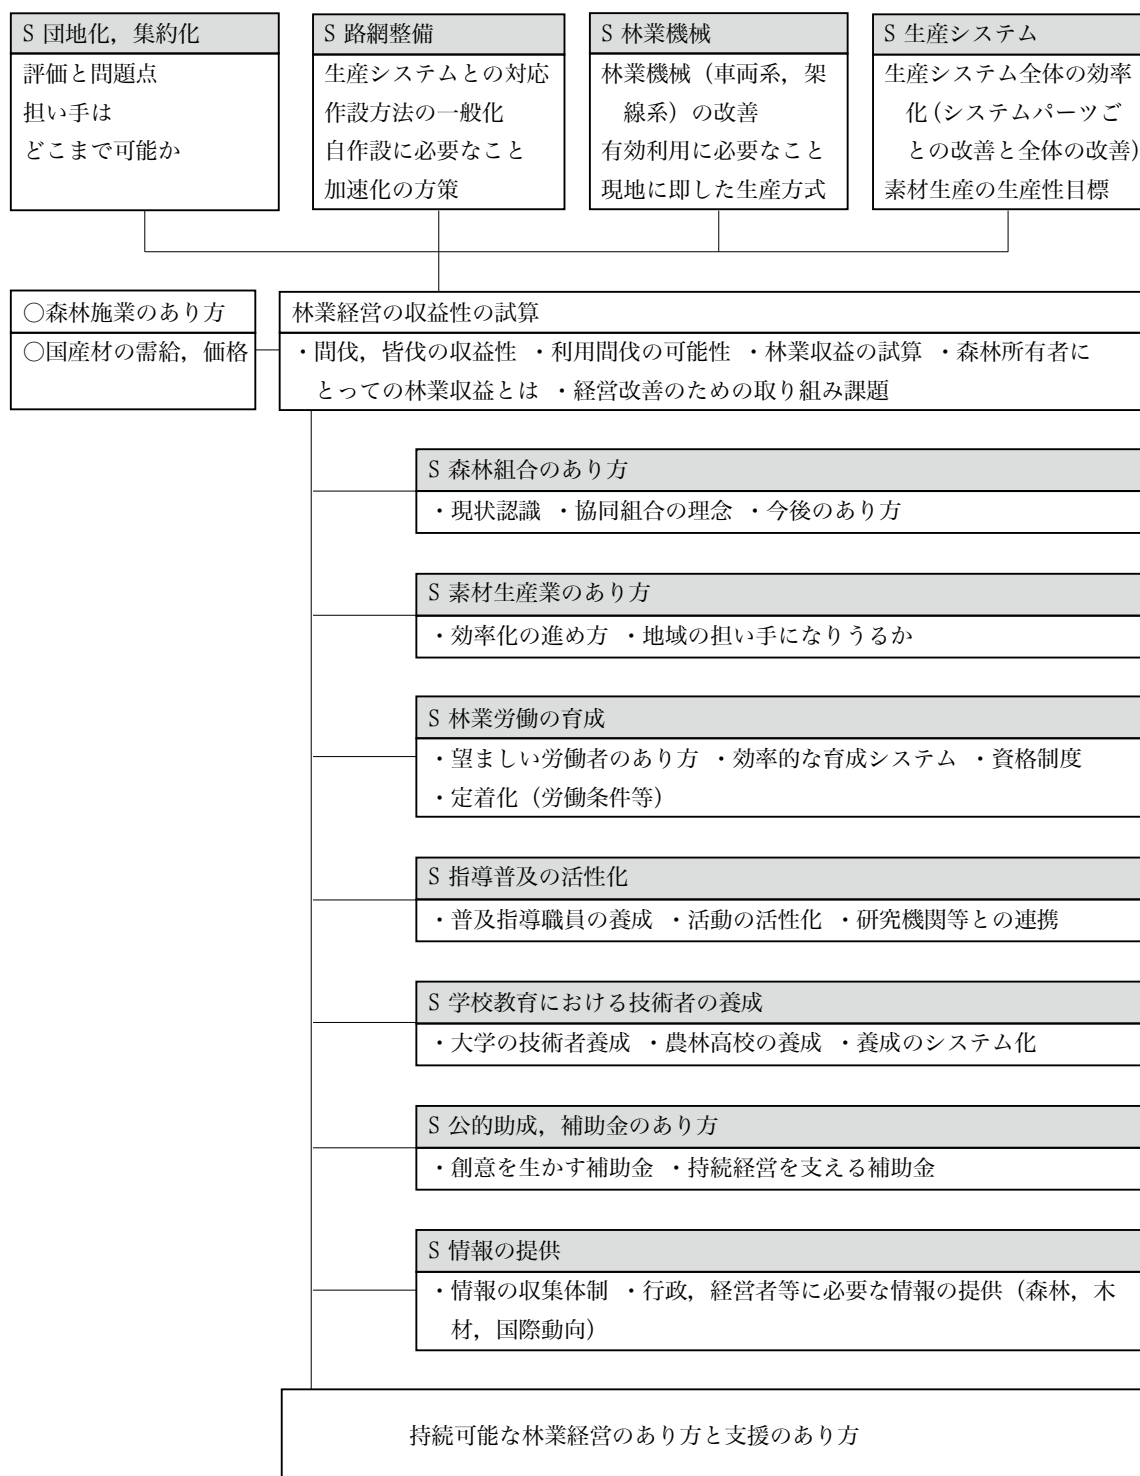 S 団地化，集約化
評価と問題点
担い手は
どこまで可能か
S 路網整備
生産システムとの対応
作設方法の一般化
自作設に必要なこと
加速化の方策
S 林業機械
林業機械（車両系，架
線系）の改善
有効利用に必要なこと
現地に即した生産方式
S 生産システム
生産システム全体の効率
化（システムパーツご
との改善と全体の改善）
素材生産の生産性目標
○森林施業のあり方
○国産材の需給，価格
林業経営の収益性の試算
・間伐，皆伐の収益性 ・利用間伐の可能性 ・林業収益の試算 ・森林所有者に
とっての林業収益とは ・経営改善のための取り組み課題
S 森林組合のあり方
・現状認識 ・協同組合の理念 ・今後のあり方
S 素材生産業のあり方
・効率化の進め方 ・地域の担い手になりうるか
S 林業労働の育成
・望ましい労働者のあり方 ・効率的な育成システム ・資格制度
・定着化（労働条件等）
S 指導普及の活性化
・普及指導職員の養成 ・活動の活性化 ・研究機関等との連携
S 学校教育における技術者の養成
・大学の技術者養成 ・農林高校の養成 ・養成のシステム化
S 公的助成，補助金のあり方
・創意を生かす補助金 ・持続経営を支える補助金
S 情報の提供
・情報の収集体制 ・行政，経営者等に必要な情報の提供（森林，木
材，国際動向）
持続可能な林業経営のあり方と支援のあり方